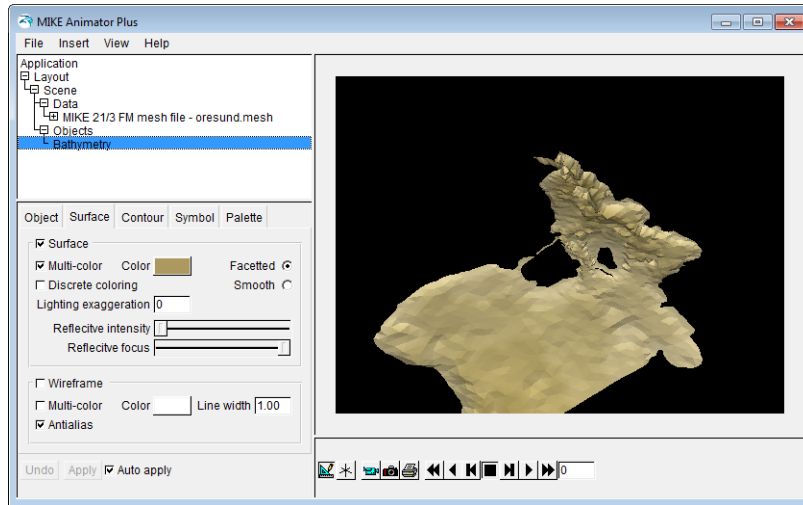 MIKE Animator Plus
File Insert View Help
Application
Layout
Scene
Data
MIKE 21/3 FM mesh file - oresund.mesh
Objects
Bathymetry
Object Surface Contour Symbol Palette
Surface
Multi-color Color Facetted
Discrete coloring Smooth
Lighting exaggeration 0
Reflecitve intensity
Reflecitve focus
Wireframe
Multi-color Color Line width 1.00
Antialias
Undo Apply Auto apply
0